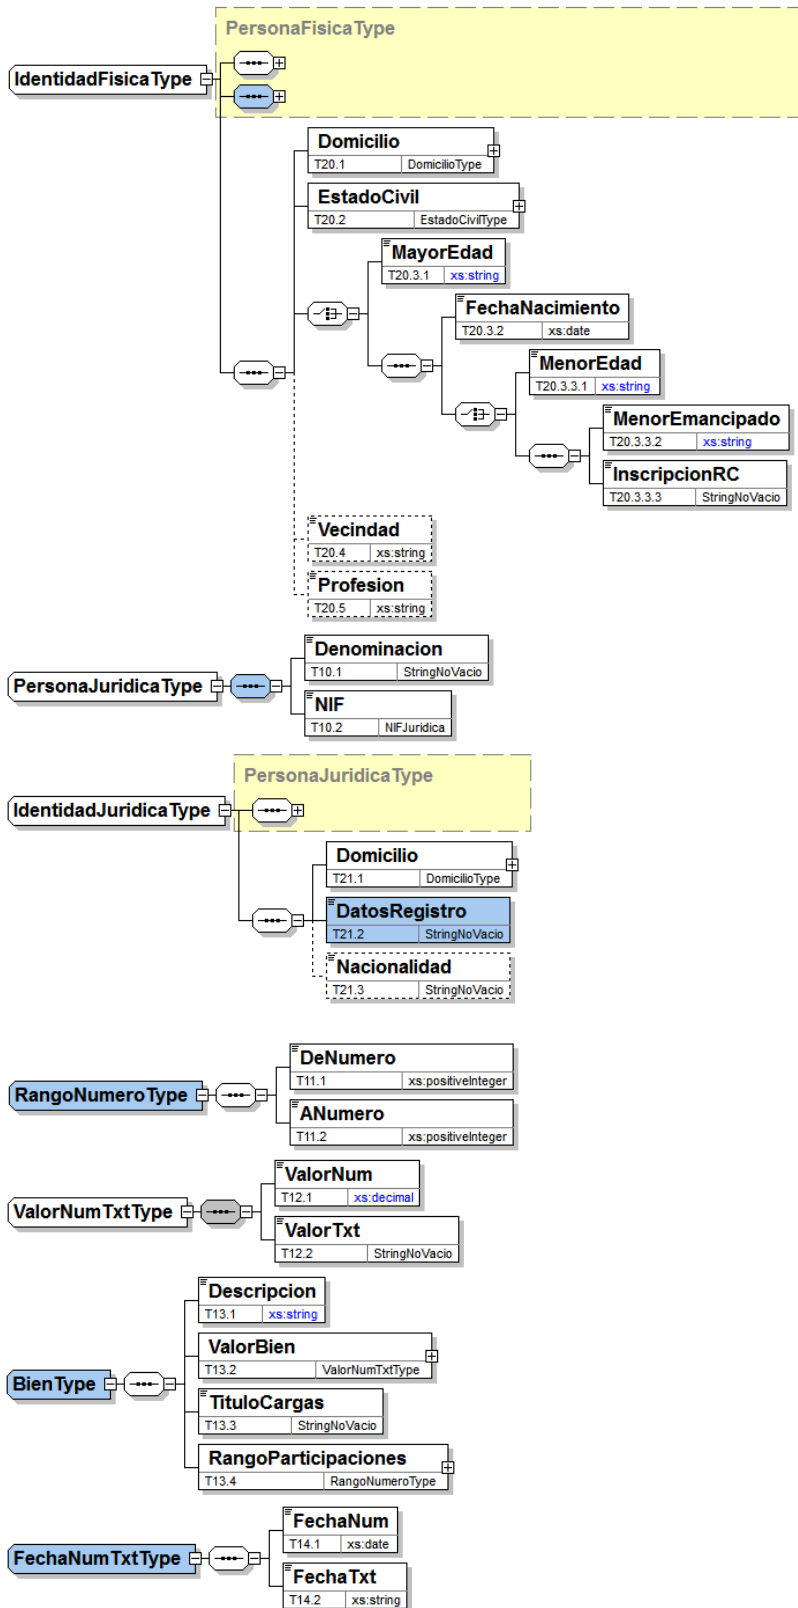 PersonaFisicaType
IdentidadFisicaType
Domicilio
T20.1 DomicilioType
EstadoCivil
T20.2 EstadoCivilType
MayorEdad
T20.3.1 xs:string
FechaNacimiento
T20.3.2 xs:date
MenorEdad
T20.3.3.1 xs:string
MenorEmancipado
T20.3.3.2 xs:string
InscripcionRC
T20.3.3.3 StringNoVacio
Vecindad
T20.4 xs:string
Profesion
T20.5 xs:string
Denominacion
T10.1 StringNoVacio
PersonaJuridicaType
NIF
T10.2 NIFJuridica
PersonaJuridicaType
IdentidadJuridicaType
Domicilio
T21.1 DomicilioType
DatosRegistro
T21.2 StringNoVacio
Nacionalidad
T21.3 StringNoVacio
DeNumero
T11.1 xs:positiveInteger
RangoNumeroType
ANumero
T11.2 xs:positiveInteger
ValorNum
T12.1 xs:decimal
ValorNumTxtType
ValorTxt
T12.2 StringNoVacio
Descripcion
T13.1 xs:string
ValorBien
T13.2 ValorNumTxtType
BienType
TituloCargas
T13.3 StringNoVacio
RangoParticipaciones
T13.4 RangoNumeroType
FechaNum
T14.1 xs:date
FechaNumTxtType
FechaTxt
T14.2 xs:string